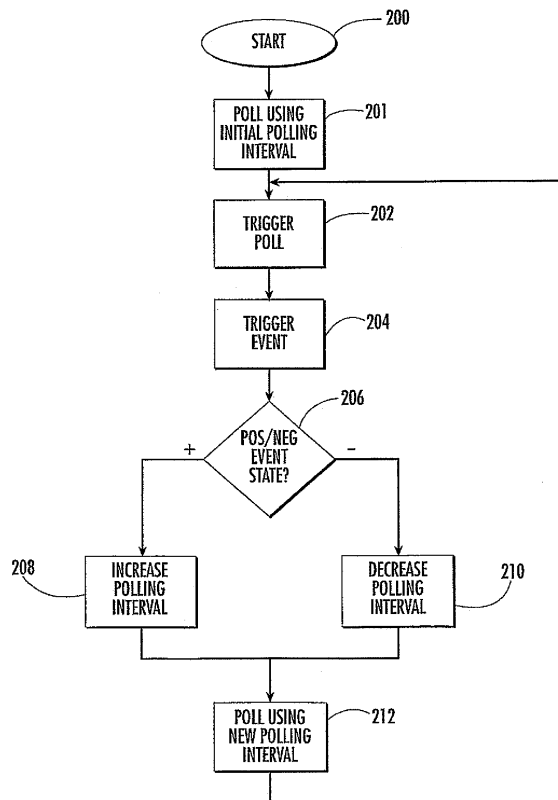 START
200
POLL USING
INITIAL POLLING
INTERVAL
201
TRIGGER
POLL
202
TRIGGER
EVENT
204
206
POS/NEG
EVENT
STATE?
+
–
208
INCREASE
POLLING
INTERVAL
DECREASE
POLLING
INTERVAL
210
POLL USING
NEW POLLING
INTERVAL
212